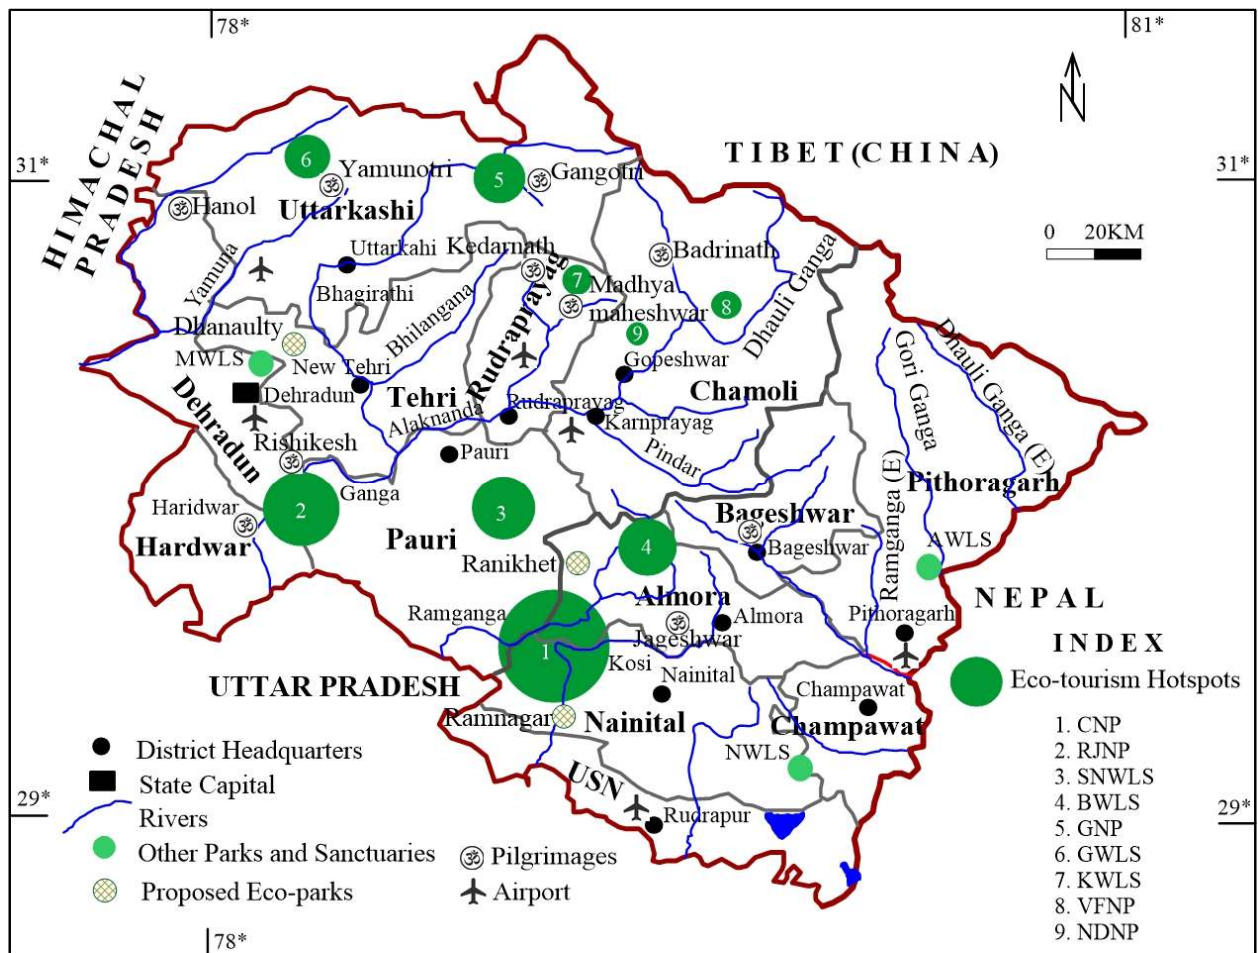 78*
81*
HIMACHAL
PRADESH
31*
TIBET (CHINA)
N
31*
0 20KM
6
Yamunotri
5
Gangotri
Hanol
Uttarkashi
Uttarkahi
Kedarnath
Badrinath
Yamuna
Bhagirathi
Bhilangana
Rudraprayag
7
Madhya
maheshwar
8
9
Dhauli Ganga
Dhanaulty
MWLS
New Tehri
Gopeshwar
Gori Ganga
Dhauli Ganga (E)
Dehradun
Dehradun
Tehri
Alaknanda
Rudraprayag
Karnprayag
Chamoli
Rishikesh
Pauri
Pindar
Ramganga (E)
Pithoragarh
Ganga
Haridwar
2
3
Hardwar
Pauri
Bageshwar
Bageshwar
4
AWLS
Ranikhet
Almora
Almora
Jageshwar
Ramganga
1
Kosi
Pithoragarh
NEPAL
INDEX
Eco-tourism Hotspots
UTTAR PRADESH
Nainital
Champawat
Ramnagar
Nainital
Champawat
NWLS
USN
Rudrapur
29*
29*
District Headquarters
State Capital
Rivers
Other Parks and Sanctuaries
Proposed Eco-parks
Pilgrimages
Airport
1. CNP
2. RJNP
3. SNWLS
4. BWLS
5. GNP
6. GWLS
7. KWLS
8. VFNP
9. NDNP
78*